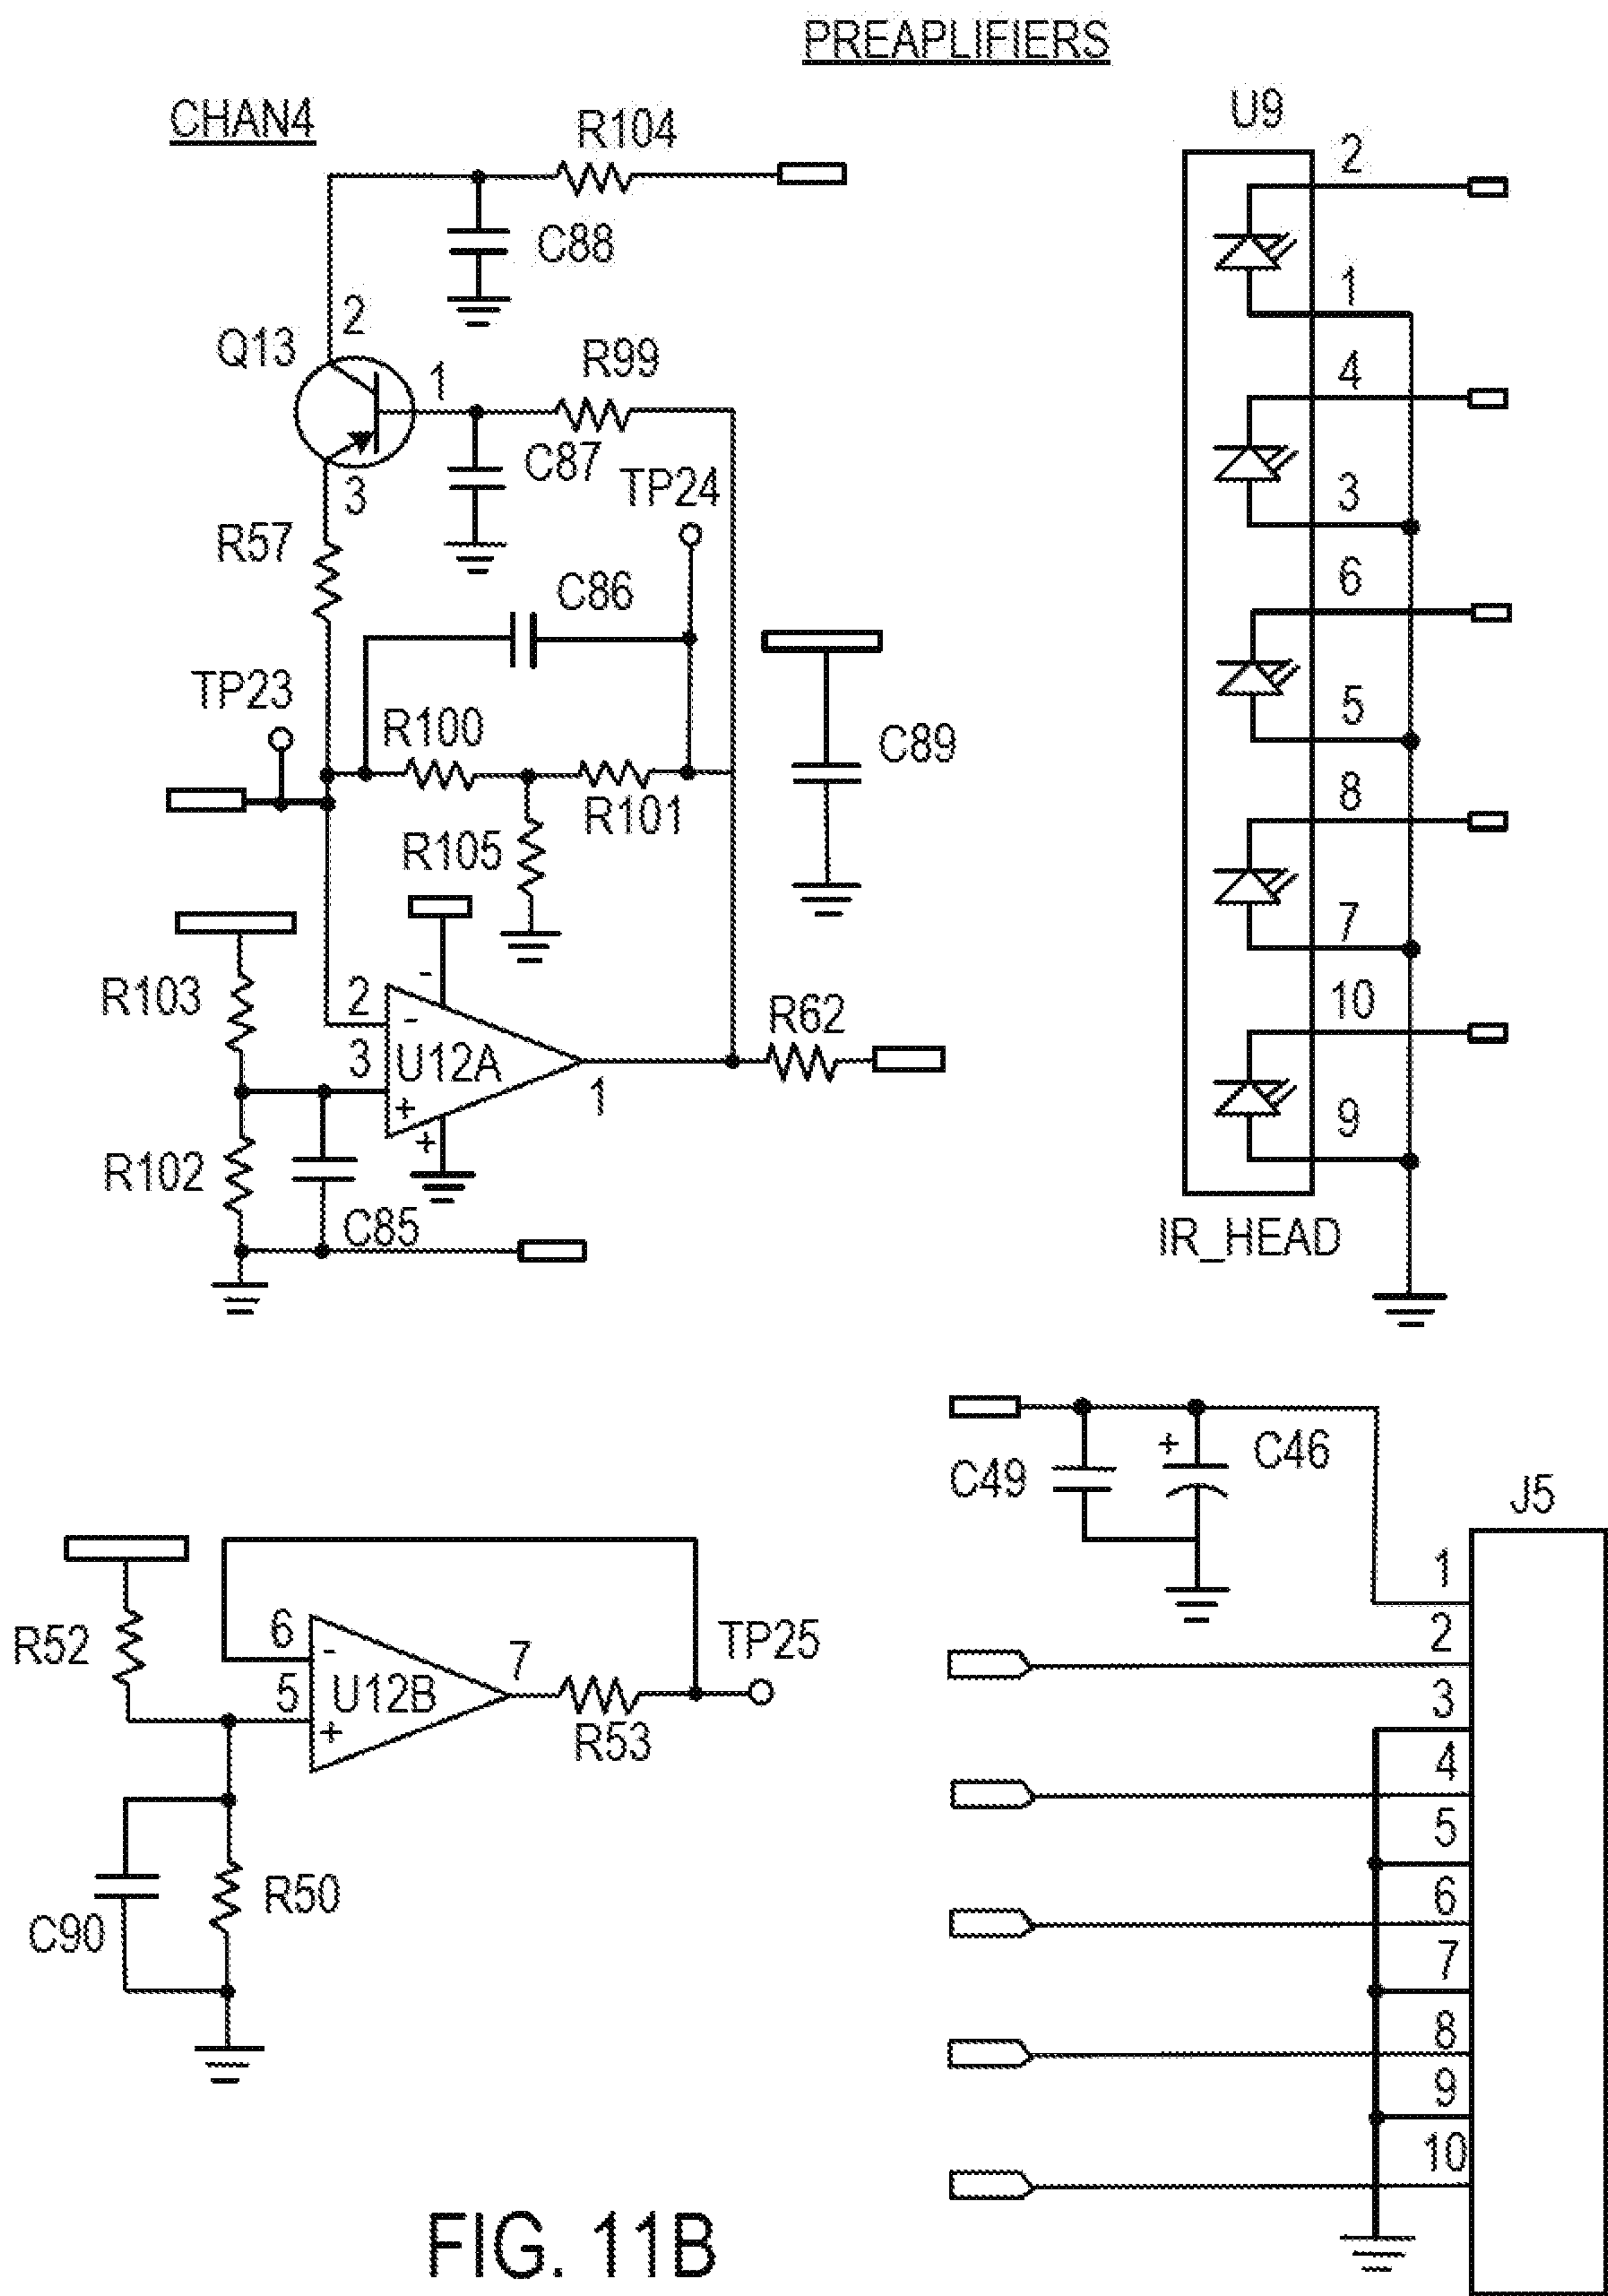 PREAPLIFIERS
CHAN4
R104
C88
2
Q13
1
R99
C87
3
TP24
R57
C86
TP23
R100
C89
R101
R105
R103
2
-
-
3
U12A
+
+
1
R62
R102
C85
U9
2
1
4
3
6
5
8
7
10
9
IR_HEAD
R52
6
-
5
U12B
+
7
R53
TP25
C90
R50
C49
+
C46
J5
1
2
3
4
5
6
7
8
9
10
FIG. 11B